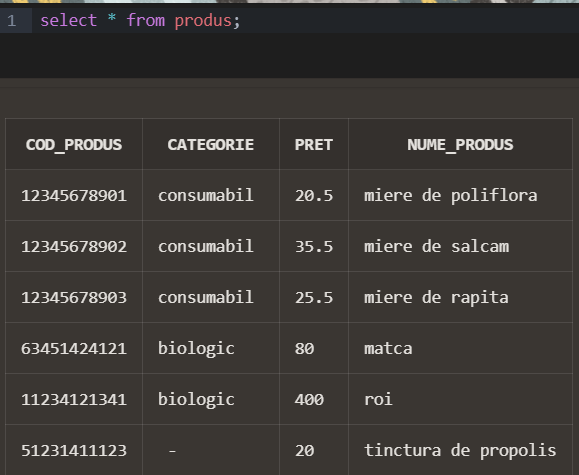 1 select * from produs;
COD_PRODUS CATEGORIE PRET NUME_PRODUS
12345678901 consumabil 20.5 miere de poliflora
12345678902 consumabil 35.5 miere de salcam
12345678903 consumabil 25.5 miere de rapita
63451424121 biologic 80 matca
11234121341 biologic 400 roi
51231411123 - 20 tinctura de propolis